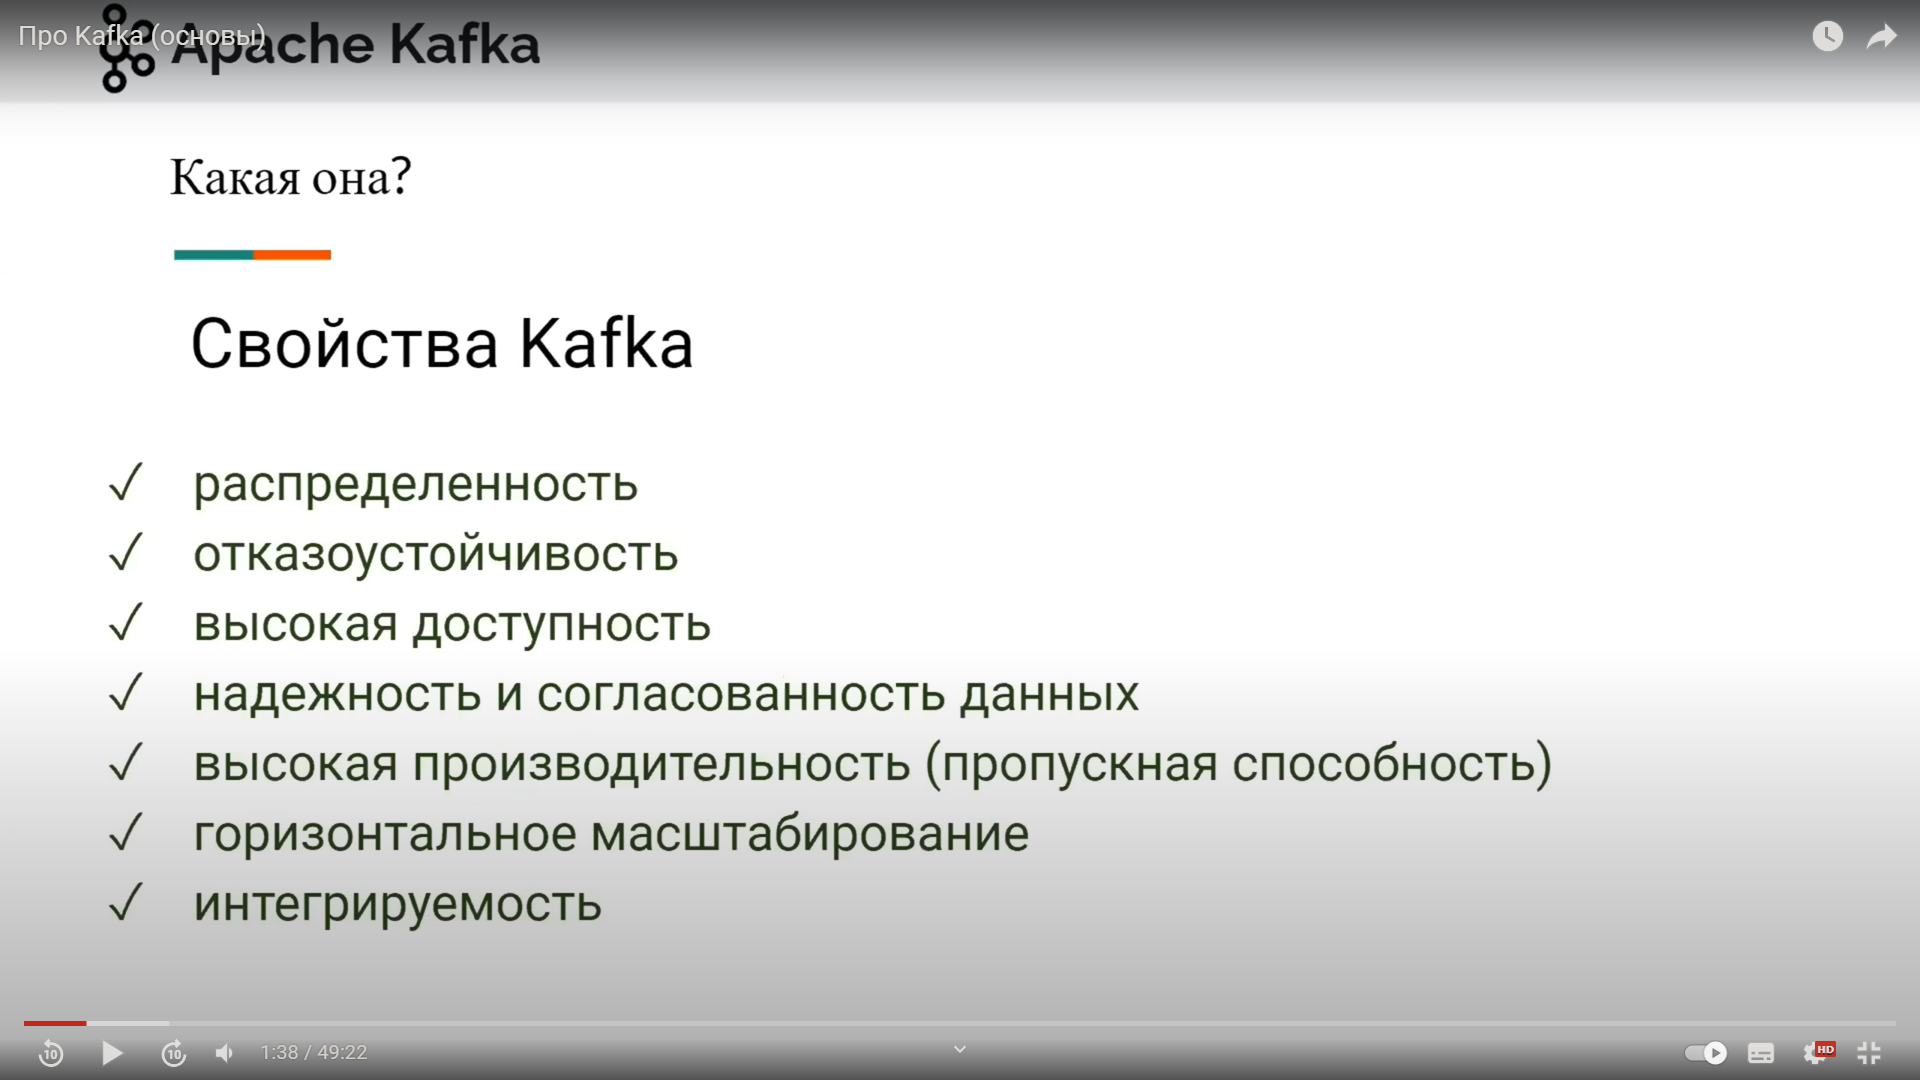 Про Kafka (основы)
Apache Kafka
Какая она?
Свойства Kafka
✓ распределенность
✓ отказоустойчивость
✓ высокая доступность
✓ надежность и согласованность данных
✓ высокая производительность (пропускная способность)
✓ горизонтальное масштабирование
✓ интегрируемость
10 10 1:38 / 49:22 HD